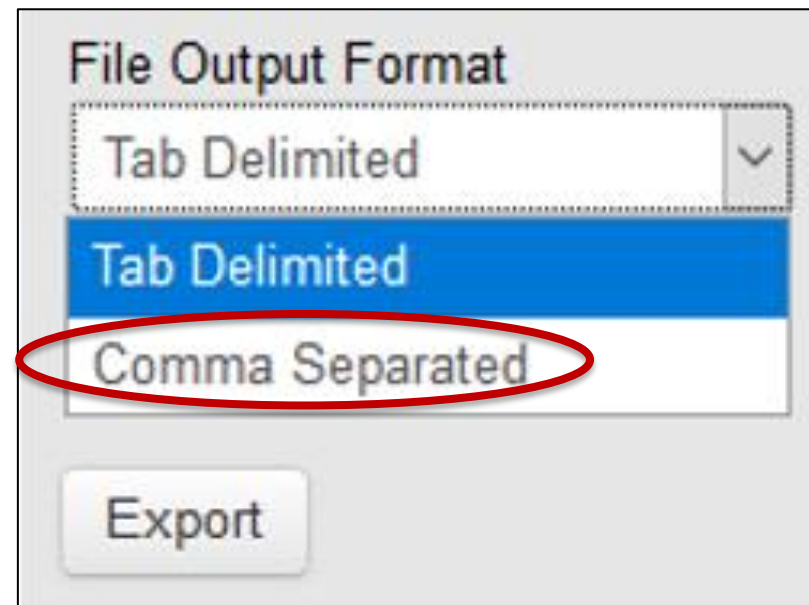 File Output Format
Tab Delimited
Tab Delimited
Comma Separated
Export